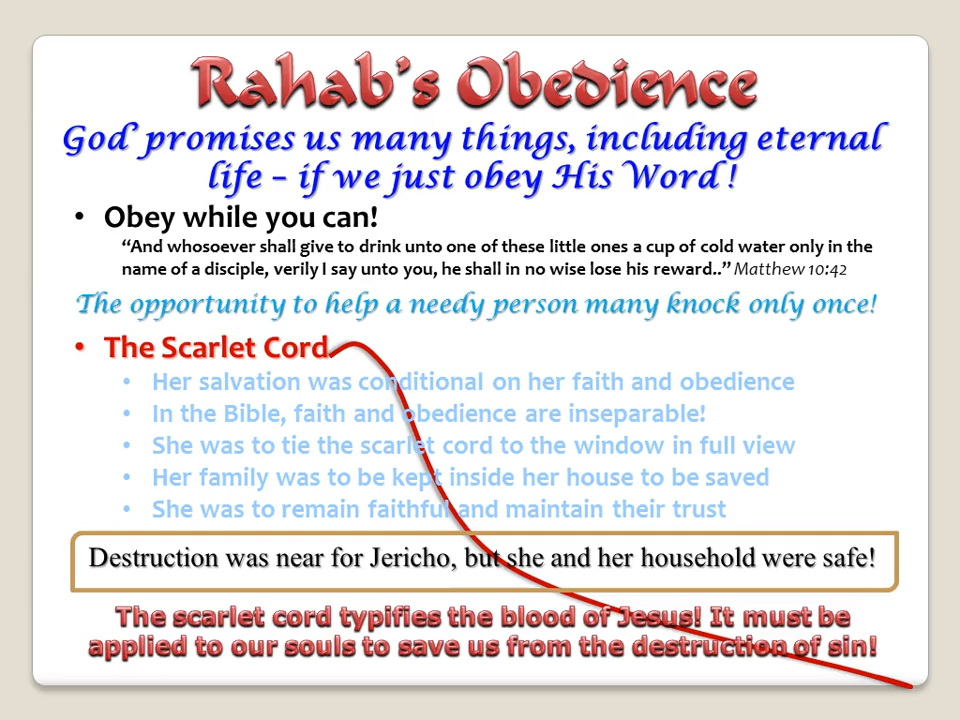 Rahab’s Obedience
God promises us many things, including eternal
life – if we just obey His Word !
• Obey while you can!
“And whosoever shall give to drink unto one of these little ones a cup of cold water only in the
name of a disciple, verily I say unto you, he shall in no wise lose his reward..” Matthew 10:42
The opportunity to help a needy person many knock only once!
• The Scarlet Cord
• Her salvation was conditional on her faith and obedience
• In the Bible, faith and obedience are inseparable!
• She was to tie the scarlet cord to the window in full view
• Her family was to be kept inside her house to be saved
• She was to remain faithful and maintain their trust
Destruction was near for Jericho, but she and her household were safe!
The scarlet cord typifies the blood of Jesus! It must be
applied to our souls to save us from the destruction of sin!